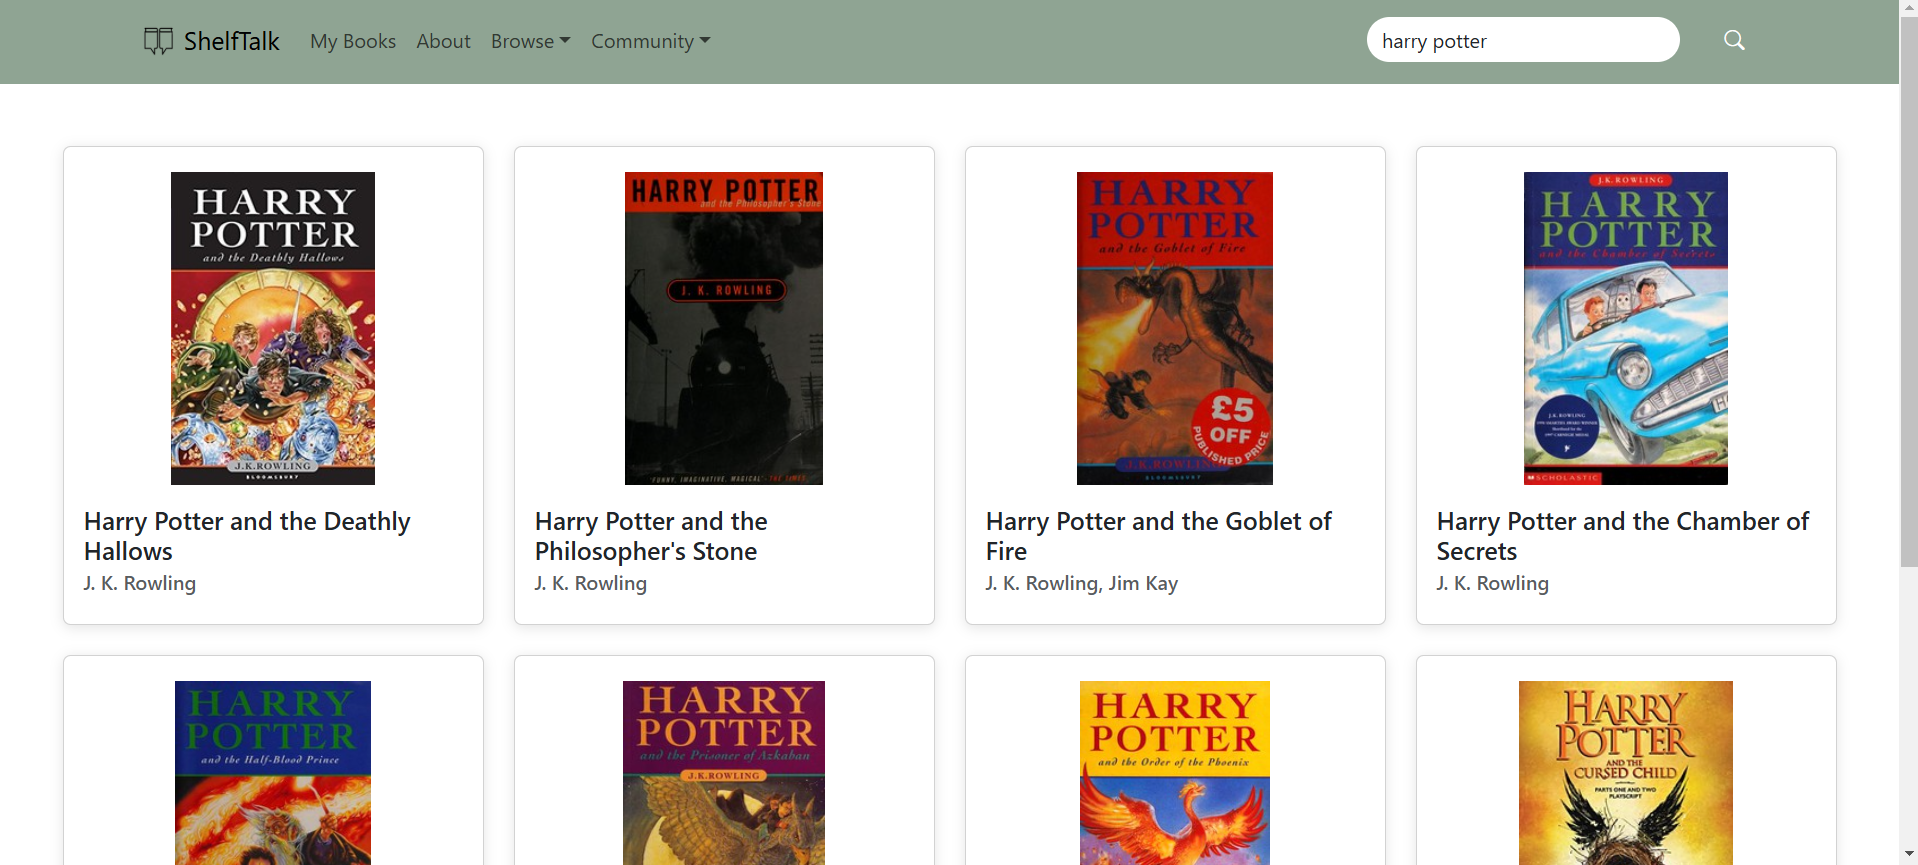 ShelfTalk My Books About Browse Community harry potter
HARRY
POTTER
and the Deathly Hallows
J.K.ROWLING
BLOOMSBURY
Harry Potter and the Deathly
Hallows
J. K. Rowling
HARRY POTTER
and the Philosopher's Stone
J. K. ROWLING
'FUNNY, IMAGINATIVE, MAGICAL'-THE TIMES
Harry Potter and the
Philosopher's Stone
J. K. Rowling
HARRY
POTTER
and the Goblet of Fire
£5
OFF
PUBLISHED PRICE
J.K.ROWLING
BLOOMSBURY
Harry Potter and the Goblet of
Fire
J. K. Rowling, Jim Kay
J.K.ROWLING
HARRY
POTTER
and the Chamber of Secrets
J.K. ROWLING
SCHOLASTIC
Harry Potter and the Chamber of
Secrets
J. K. Rowling
HARRY
POTTER
and the Half-Blood Prince
HARRY
POTTER
and the Prisoner of Azkaban
J.K.ROWLING
HARRY
POTTER
and the Order of the Phoenix
HARRY
POTTER
AND THE
CURSED CHILD
PARTS ONE AND TWO
PLAYSCRIPT